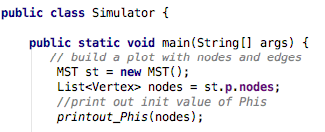 public class Simulator {
public static void main(String[] args) {
// build a plot with nodes and edges
MST st = new MST();
List<Vertex> nodes = st.p.nodes;
//print out init value of Phis
printout_Phis(nodes);